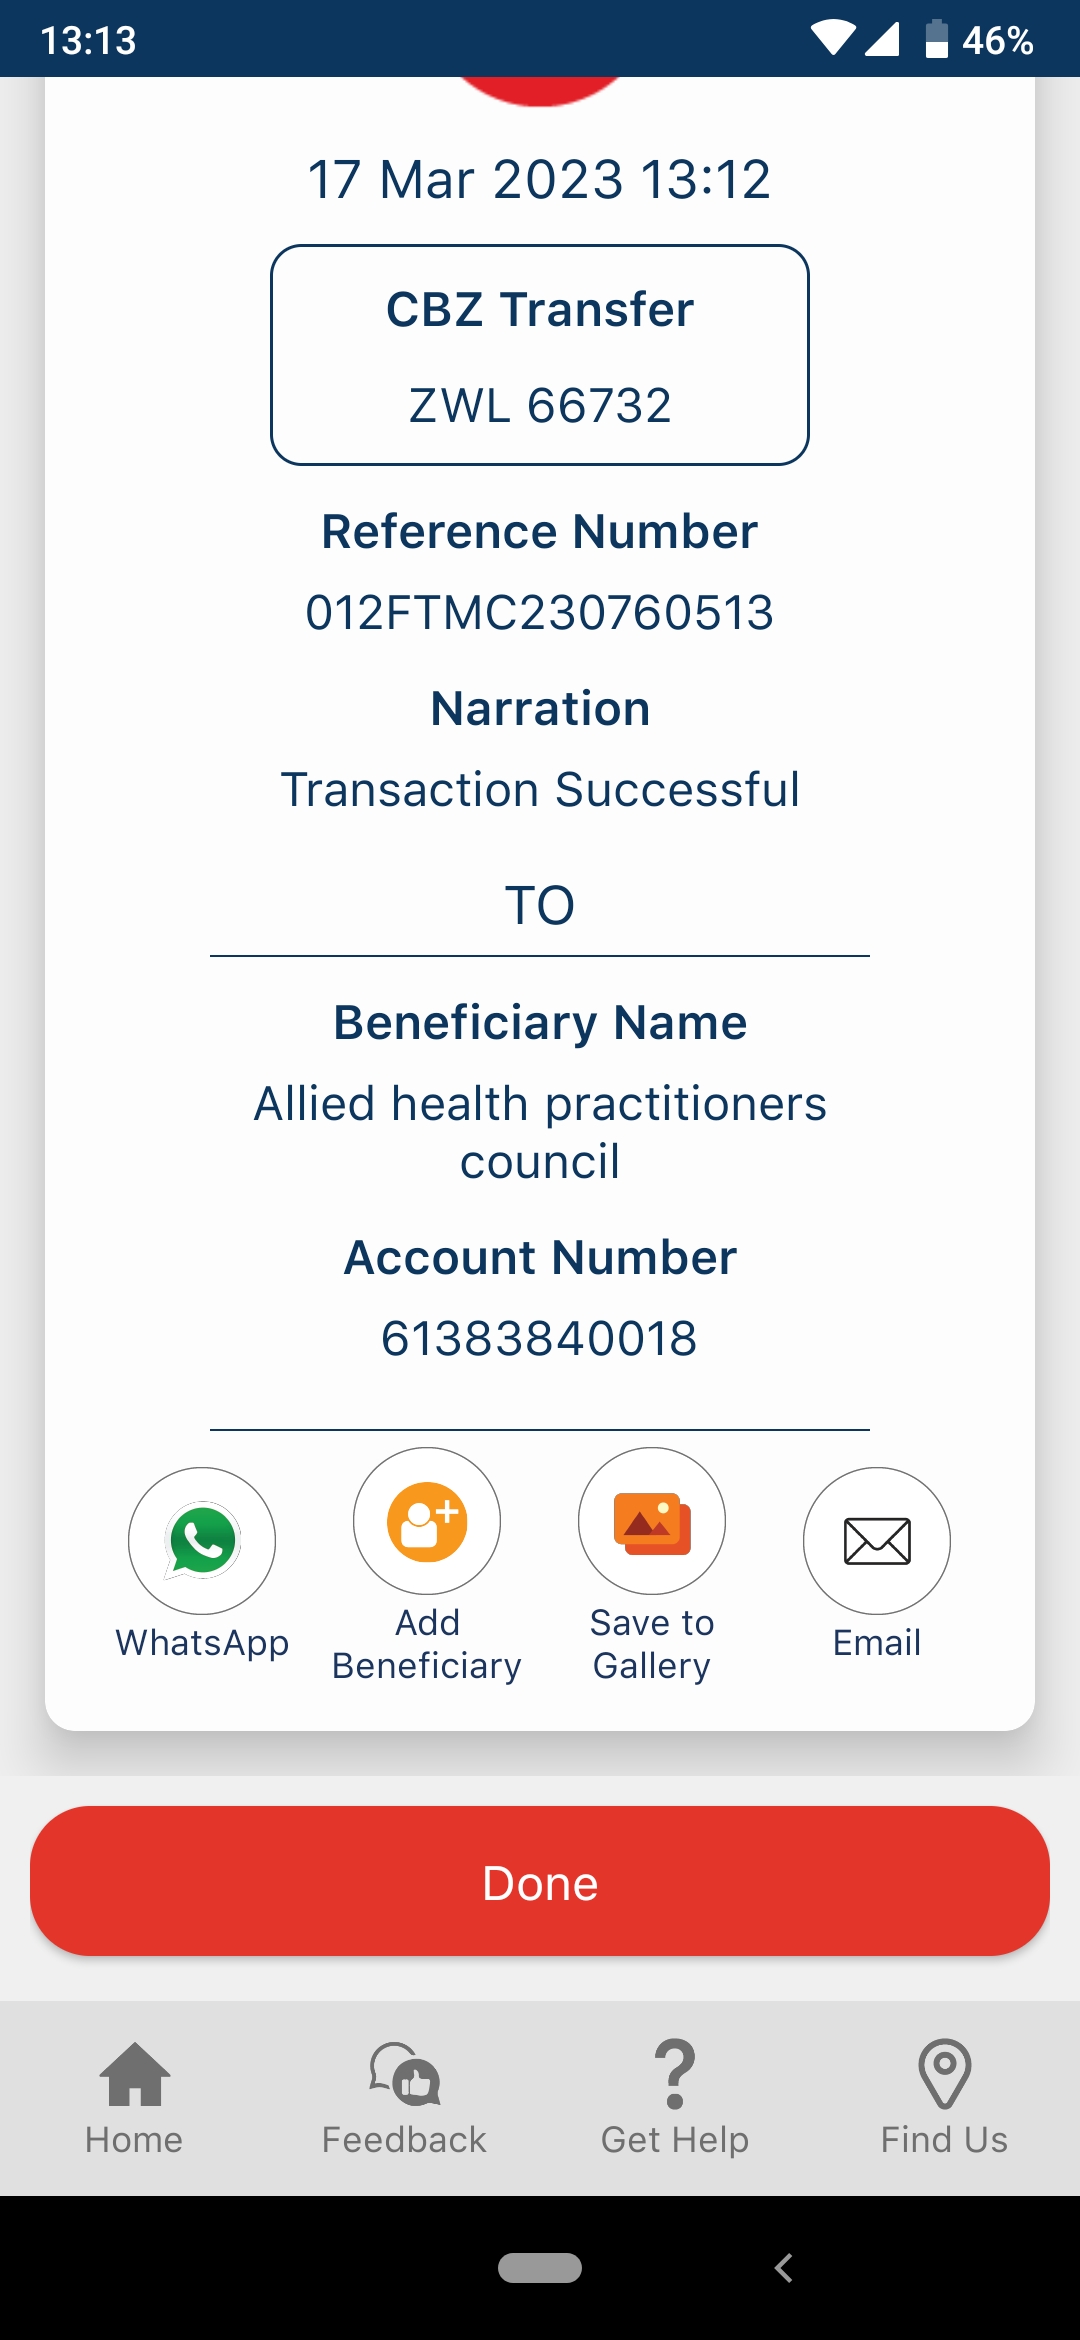 13:13
46%
17 Mar 2023 13:12
CBZ Transfer
ZWL 66732
Reference Number
012FTMC230760513
Narration
Transaction Successful
TO
Beneficiary Name
Allied health practitioners
council
Account Number
61383840018
WhatsApp
Add
Beneficiary
Save to
Gallery
Email
Done
Home
Feedback
Get Help
Find Us